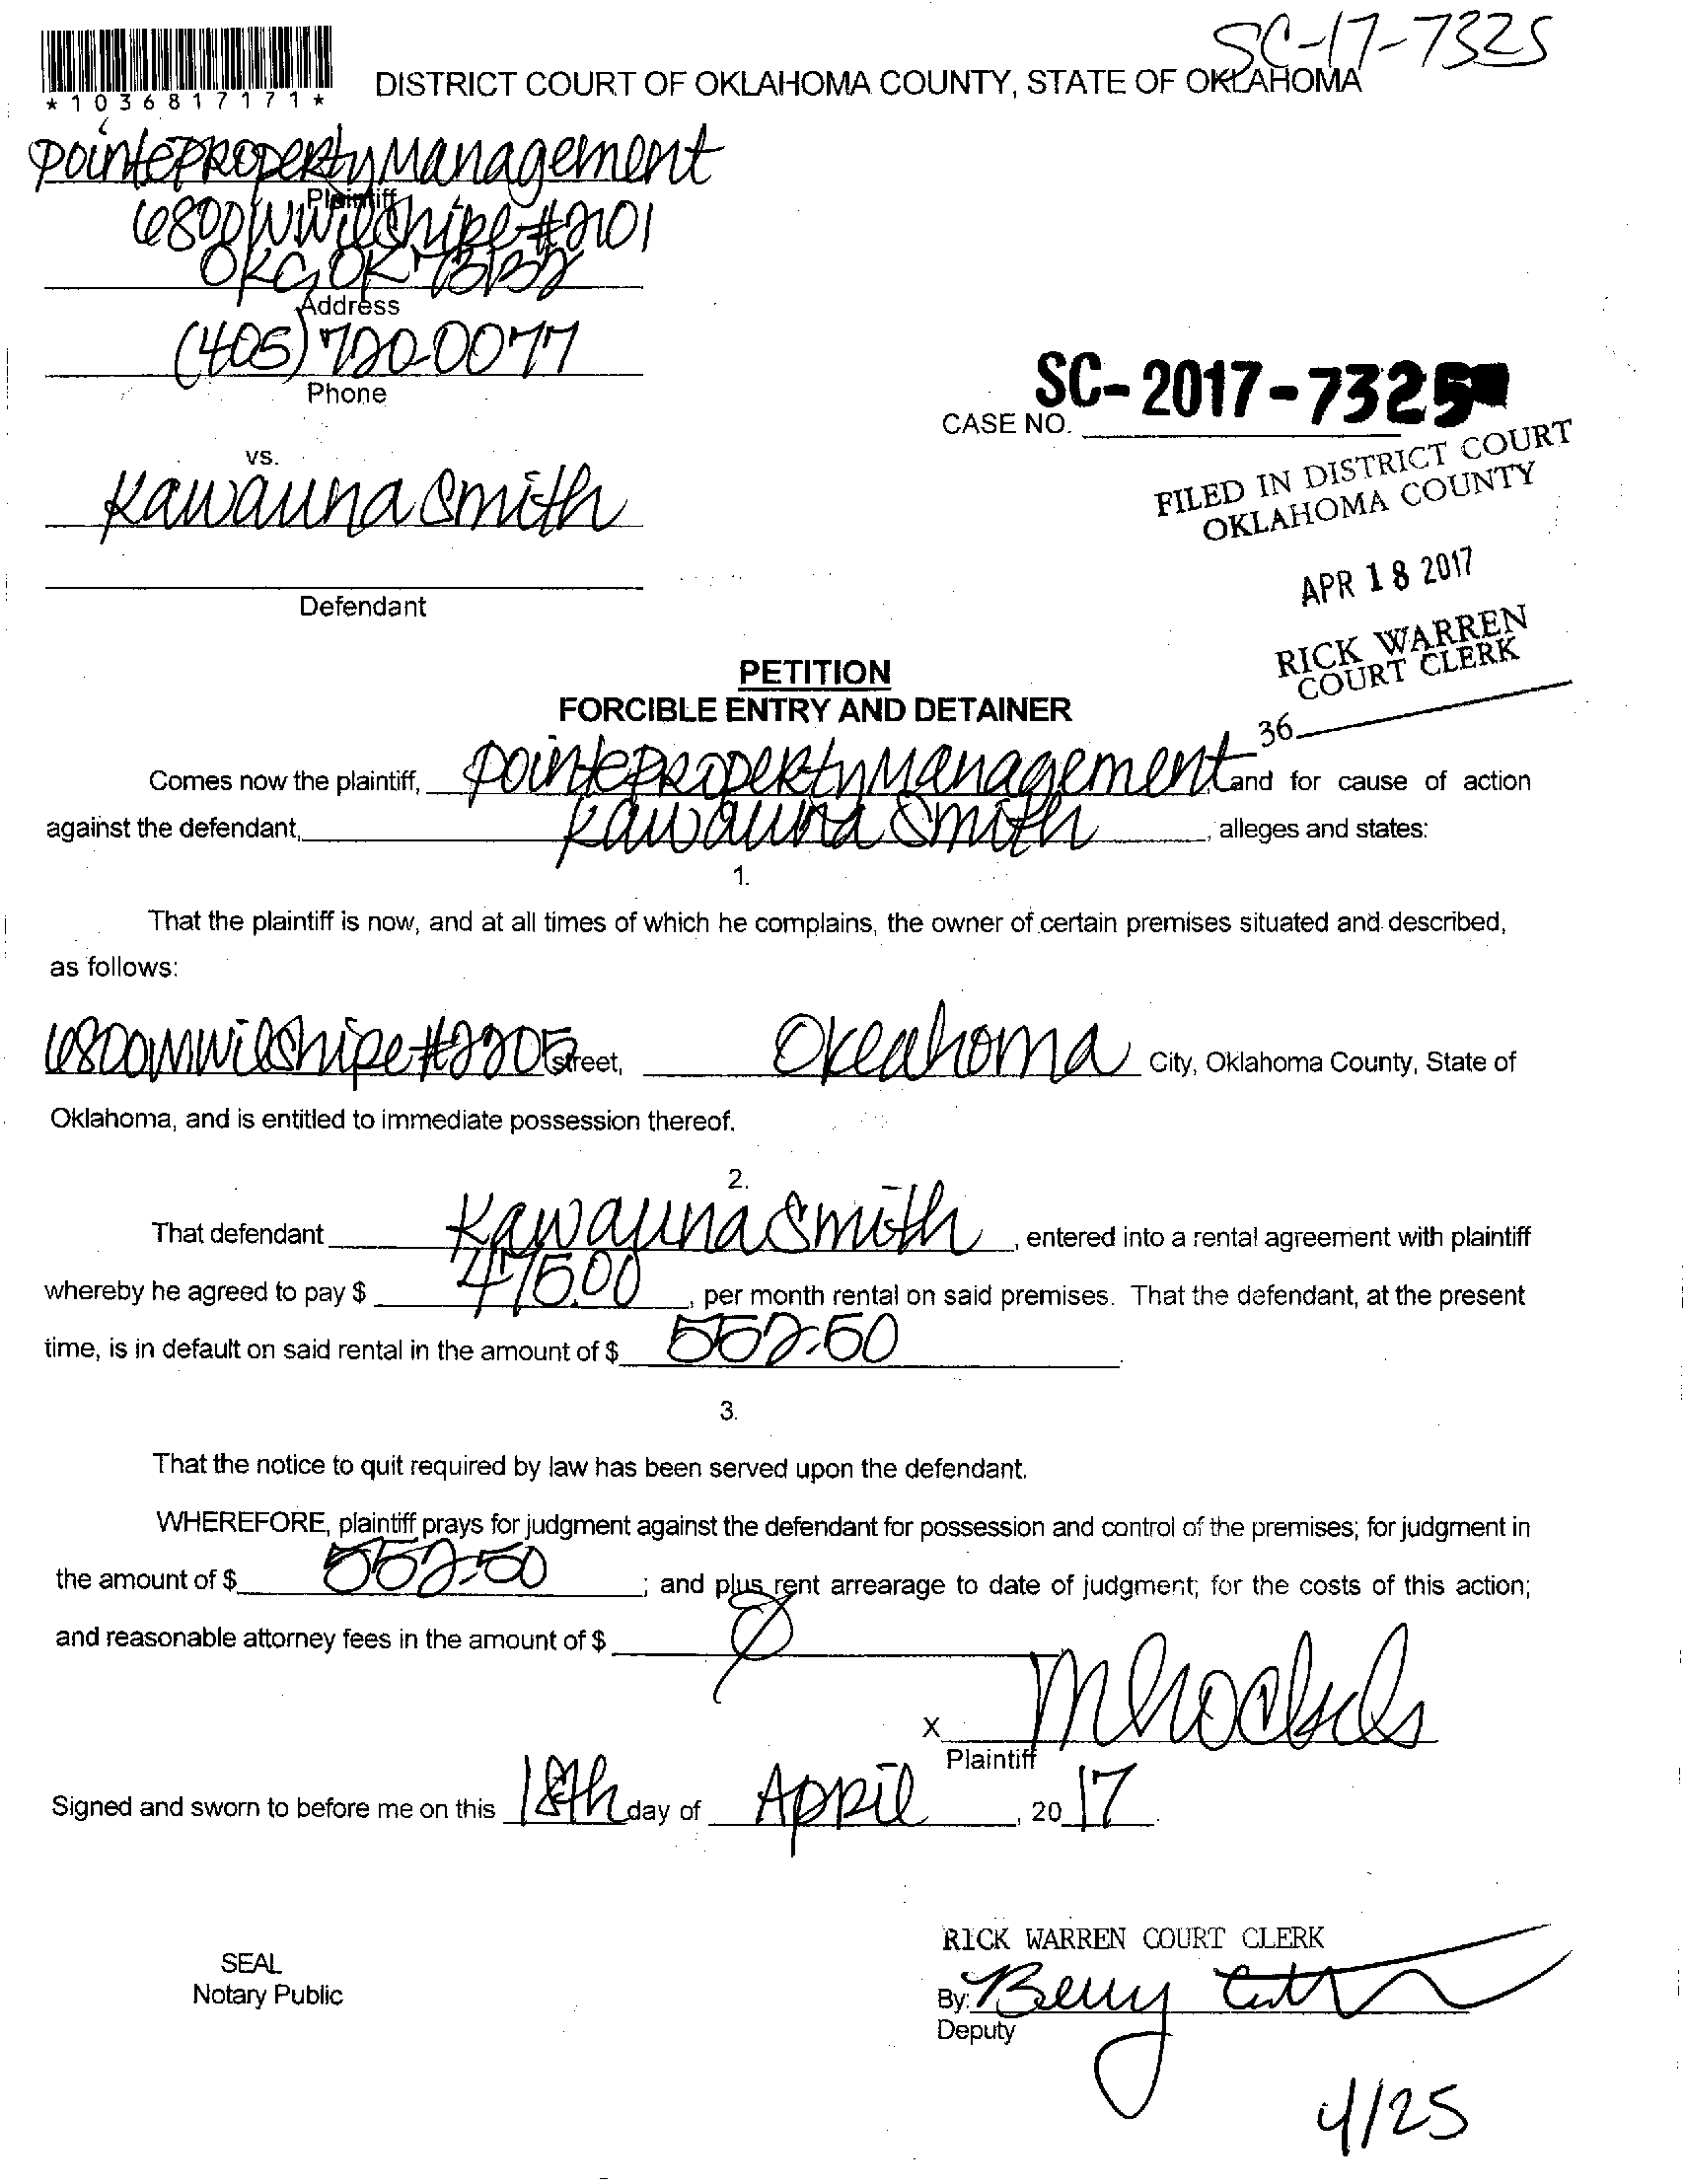 SC-17-7325
*1036817171*
DISTRICT COURT OF OKLAHOMA COUNTY, STATE OF OKLAHOMA
Pointe Property Management
Plaintiff
6800 W Wilshire #2101
OKC, OK 73132
Address
(405) 720-0077
Phone
SC-2017-7325
CASE NO.
vs.
Kawauna Smith
Defendant
FILED IN DISTRICT COURT
OKLAHOMA COUNTY
APR 18 2017
RICK WARREN
COURT CLERK
36
PETITION
FORCIBLE ENTRY AND DETAINER
Comes now the plaintiff, Pointe Property Management and for cause of action
against the defendant, Kawauna Smith, alleges and states:
1.
That the plaintiff is now, and at all times of which he complains, the owner of certain premises situated and described,
as follows:
6800 W Wilshire #2205 street, Okeahoma City, Oklahoma County, State of
Oklahoma, and is entitled to immediate possession thereof.
2.
That defendant Kawauna Smith, entered into a rental agreement with plaintiff
whereby he agreed to pay $ 475.00, per month rental on said premises. That the defendant, at the present
time, is in default on said rental in the amount of $ 552.50.
3.
That the notice to quit required by law has been served upon the defendant.
WHEREFORE, plaintiff prays for judgment against the defendant for possession and control of the premises; for judgment in
the amount of $ 552.50; and plus rent arrearage to date of judgment; for the costs of this action;
and reasonable attorney fees in the amount of $ Ø
X
Plaintiff
Signed and sworn to before me on this 18th day of April, 2017.
RICK WARREN COURT CLERK
SEAL
Notary Public
By:
Deputy
4/25